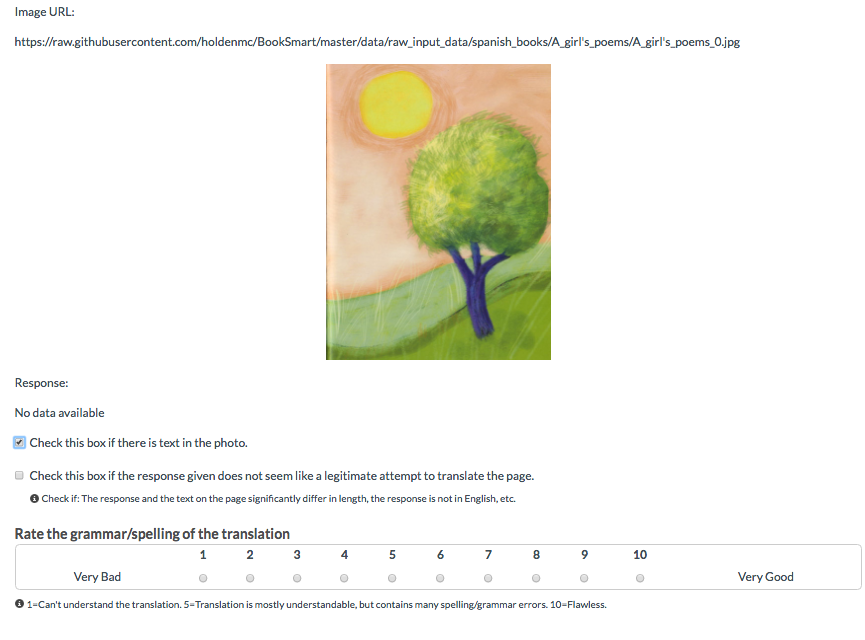 Image URL:
https://raw.githubusercontent.com/holdenmc/BookSmart/master/data/raw_input_data/spanish_books/A_girl's_poems/A_girl's_poems_0.jpg
Response:
No data available
Check this box if there is text in the photo.
Check this box if the response given does not seem like a legitimate attempt to translate the page.
Check if: The response and the text on the page significantly differ in length, the response is not in English, etc.
Rate the grammar/spelling of the translation
1 2 3 4 5 6 7 8 9 10
Very Bad Very Good
1=Can't understand the translation. 5=Translation is mostly understandable, but contains many spelling/grammar errors. 10=Flawless.